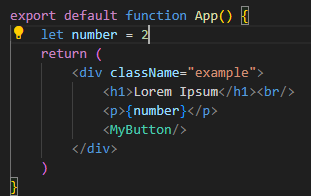 export default function App() {
    let number = 2
    return (
        <div className="example">
            <h1>Lorem Ipsum</h1><br/>
            <p>{number}</p>
            <MyButton/>
        </div>
    )
}